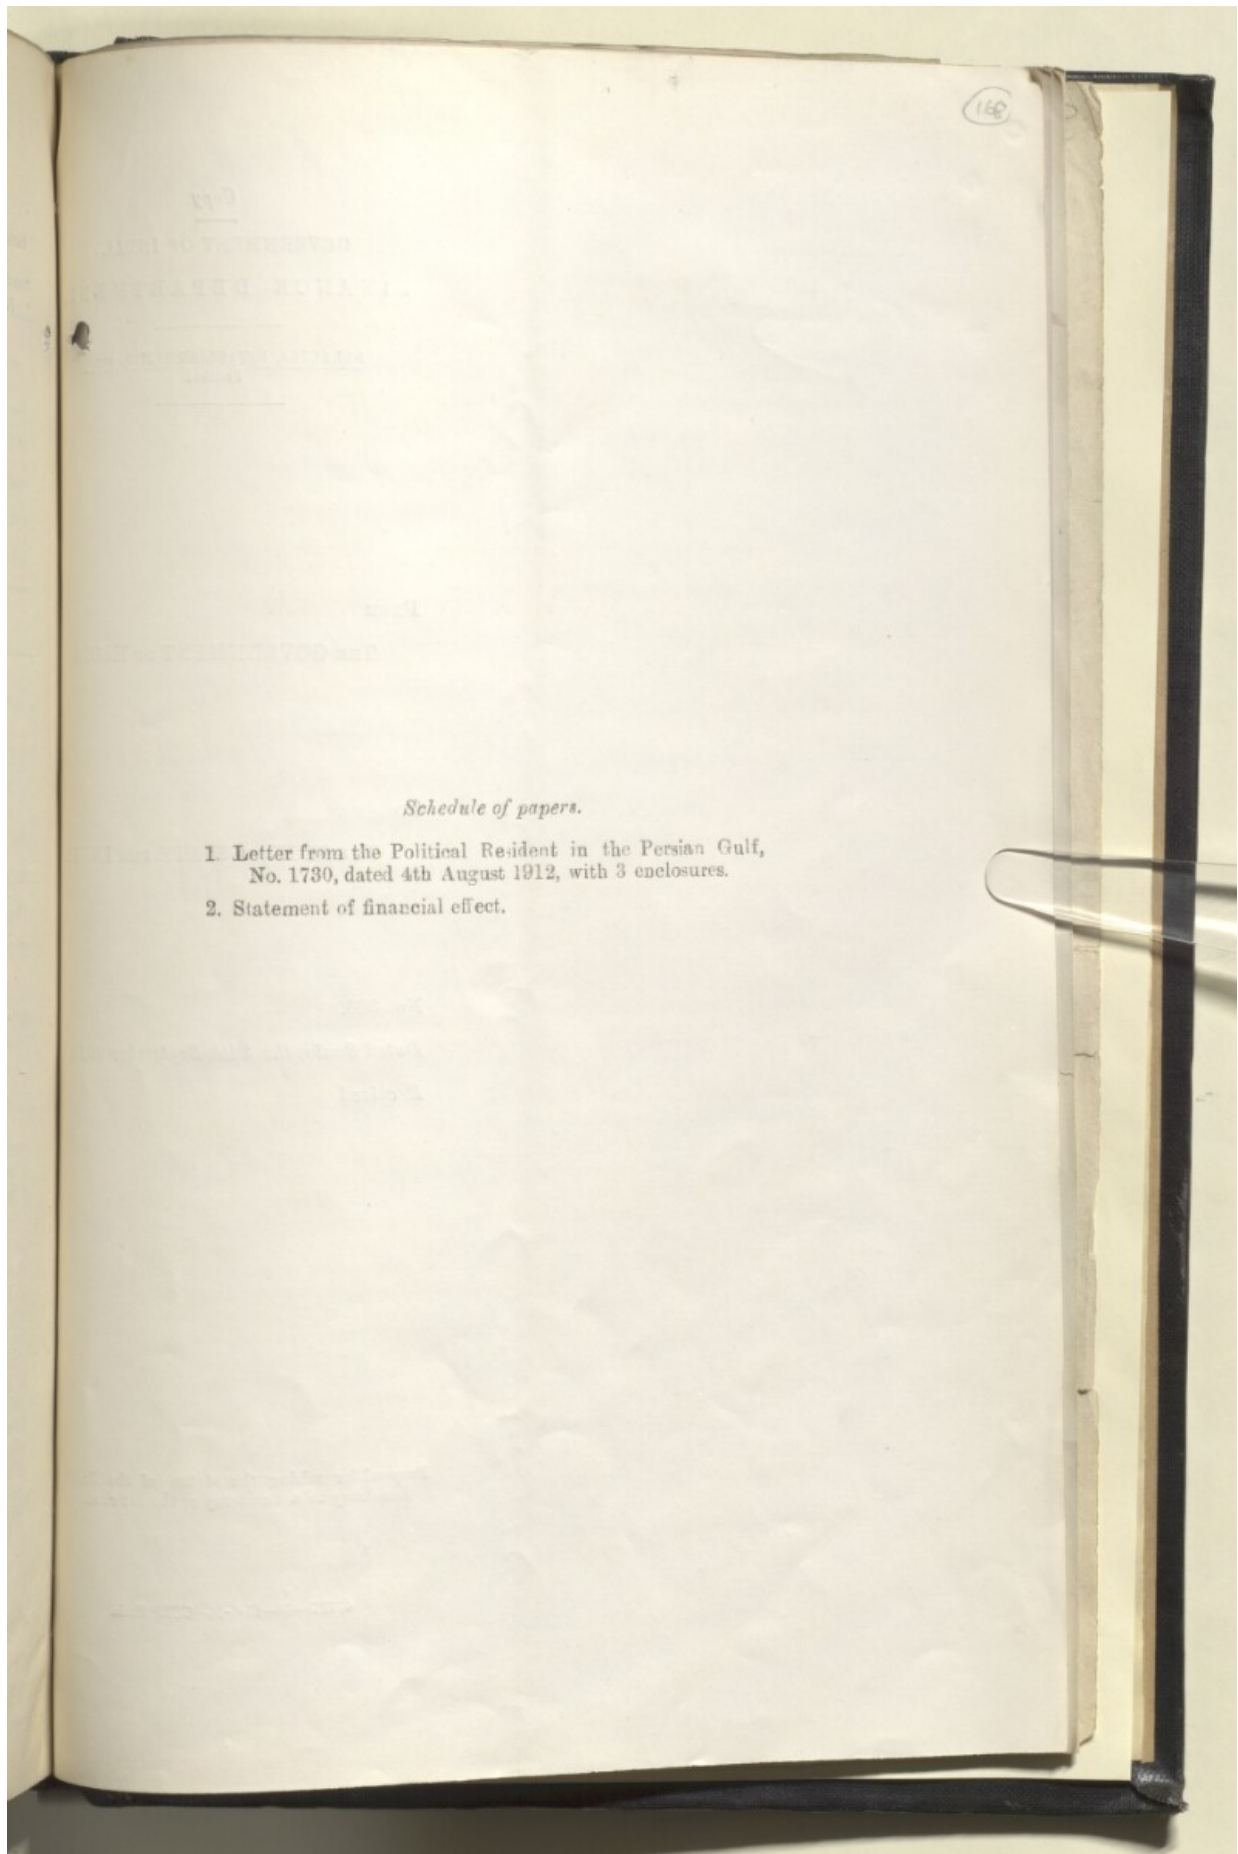 168
Schedule of papers.
1. Letter from the Political Resident in the Persian Gulf,
No. 1730, dated 4th August 1912, with 3 enclosures.
2. Statement of financial effect.